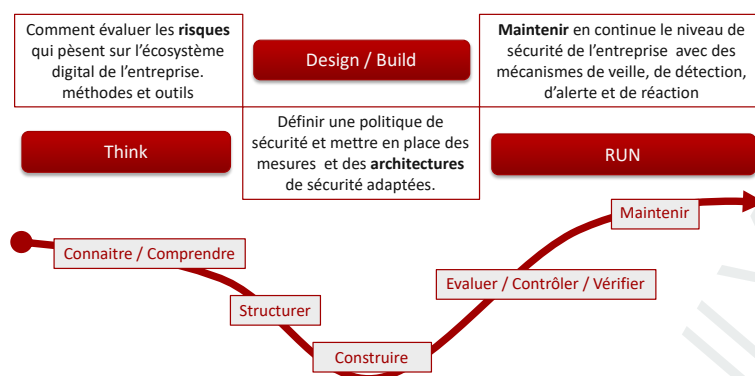 Comment évaluer les risques
qui pèsent sur l'écosystème
digital de l'entreprise.
méthodes et outils
Think
Design / Build
Définir une politique de
sécurité et mettre en place des
mesures et des architectures
de sécurité adaptées.
Maintenir en continue le niveau de
sécurité de l'entreprise avec des
mécanismes de veille, de détection,
d'alerte et de réaction
RUN
Connaitre / Comprendre
Structurer
Construire
Evaluer / Contrôler / Vérifier
Maintenir